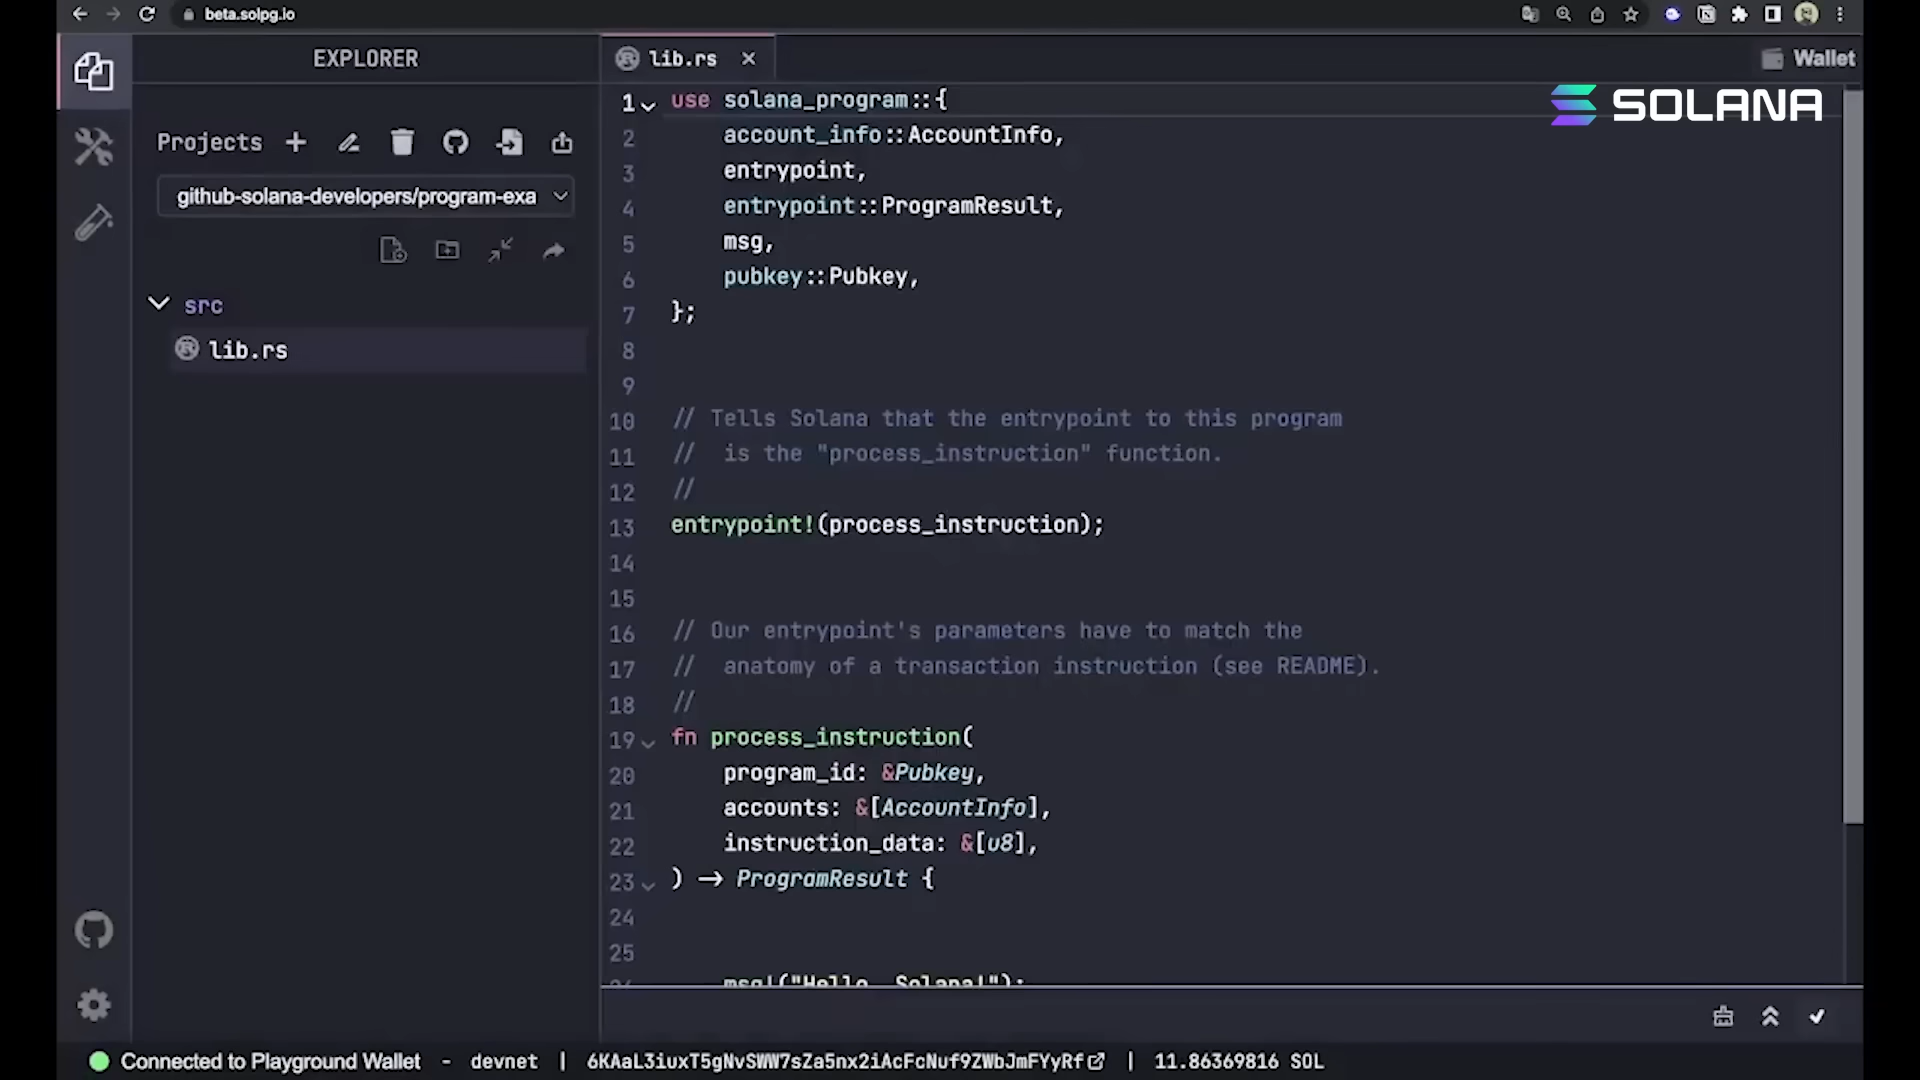 beta.solpg.io
EXPLORER
lib.rs
Wallet
SOLANA
Projects
github-solana-developers/program-exa
src
lib.rs
1 use solana_program::{
2 account_info::AccountInfo,
3 entrypoint,
4 entrypoint::ProgramResult,
5 msg,
6 pubkey::Pubkey,
7 };
8
9
10 // Tells Solana that the entrypoint to this program
11 //  is the "process_instruction" function.
12 //
13 entrypoint!(process_instruction);
14
15
16 // Our entrypoint's parameters have to match the
17 //  anatomy of a transaction instruction (see README).
18 //
19 fn process_instruction(
20 program_id: &Pubkey,
21 accounts: &[AccountInfo],
22 instruction_data: &[u8],
23 ) -> ProgramResult {
24
25
msg!("Hello, Solana!");
Connected to Playground Wallet - devnet | 6KAaL3iuxT5gNvSWW7sZa5nx2iAcFcNuf9ZWbJmFYyRf | 11.86369816 SOL